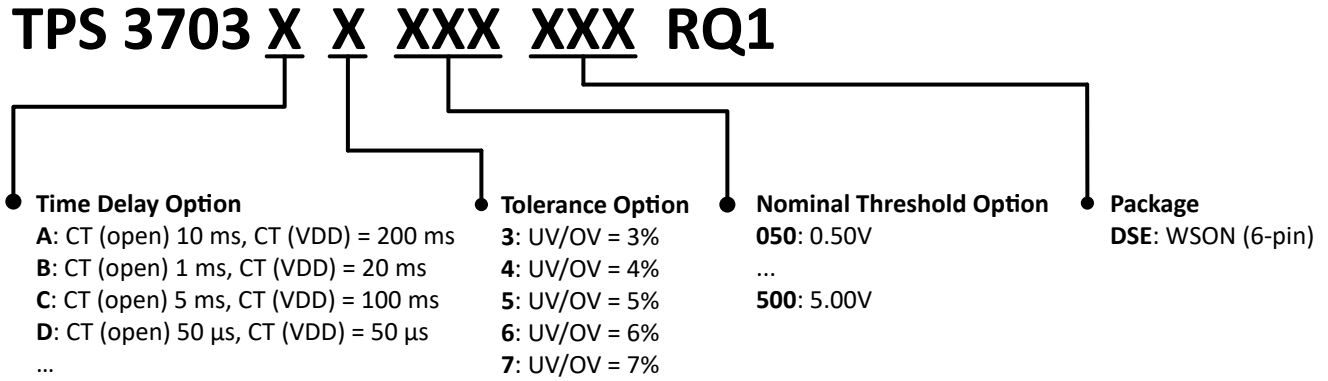 TPS 3703 X X XXX XXX RQ1
Time Delay Option
A: CT (open) 10 ms, CT (VDD) = 200 ms
B: CT (open) 1 ms, CT (VDD) = 20 ms
C: CT (open) 5 ms, CT (VDD) = 100 ms
D: CT (open) 50 µs, CT (VDD) = 50 µs
...
Tolerance Option
3: UV/OV = 3%
4: UV/OV = 4%
5: UV/OV = 5%
6: UV/OV = 6%
7: UV/OV = 7%
Nominal Threshold Option
050: 0.50V
...
500: 5.00V
Package
DSE: WSON (6-pin)